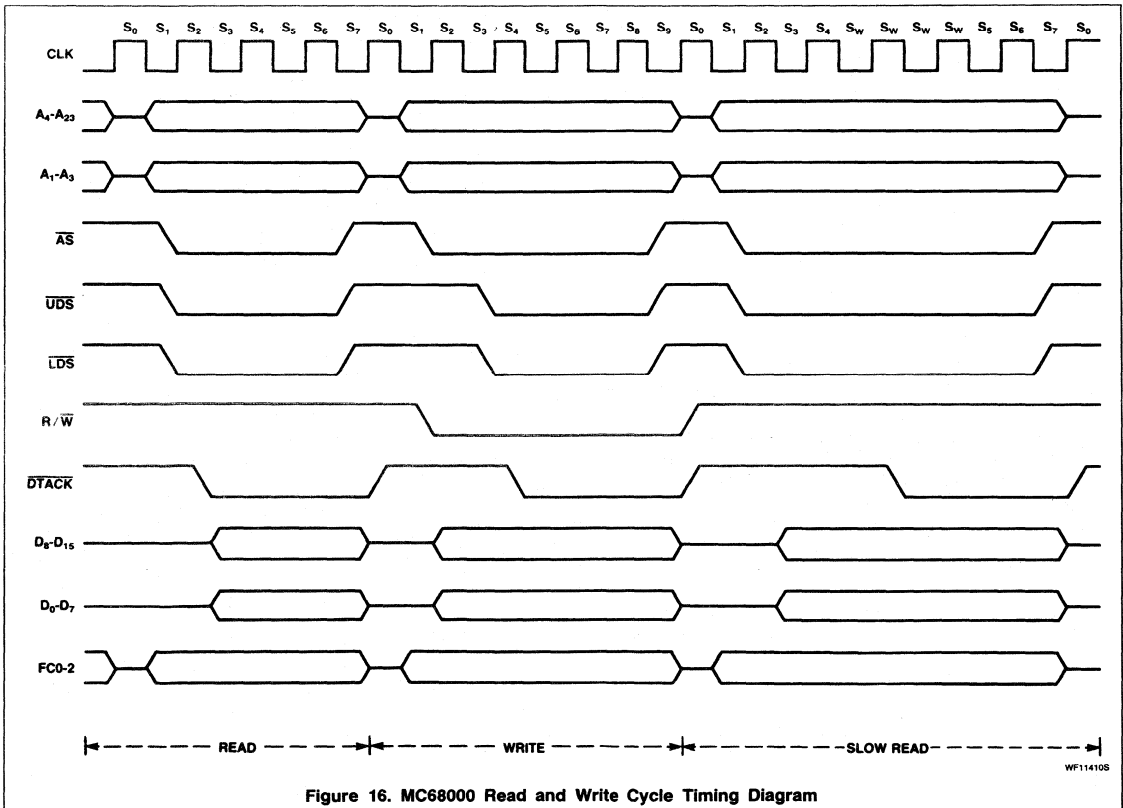 S0 S1 S2 S3 S4 S5 S6 S7 S0 S1 S2 S3 S4 S5 S6 S7 S8 S9 S0 S1 S2 S3 S4 SW SW SW SW S5 S6 S7 S0
CLK
A4-A23
A1-A3
AS
UDS
LDS
R/W
DTACK
D8-D15
D0-D7
FC0-2
READ WRITE SLOW READ
WF11410S
Figure 16. MC68000 Read and Write Cycle Timing Diagram